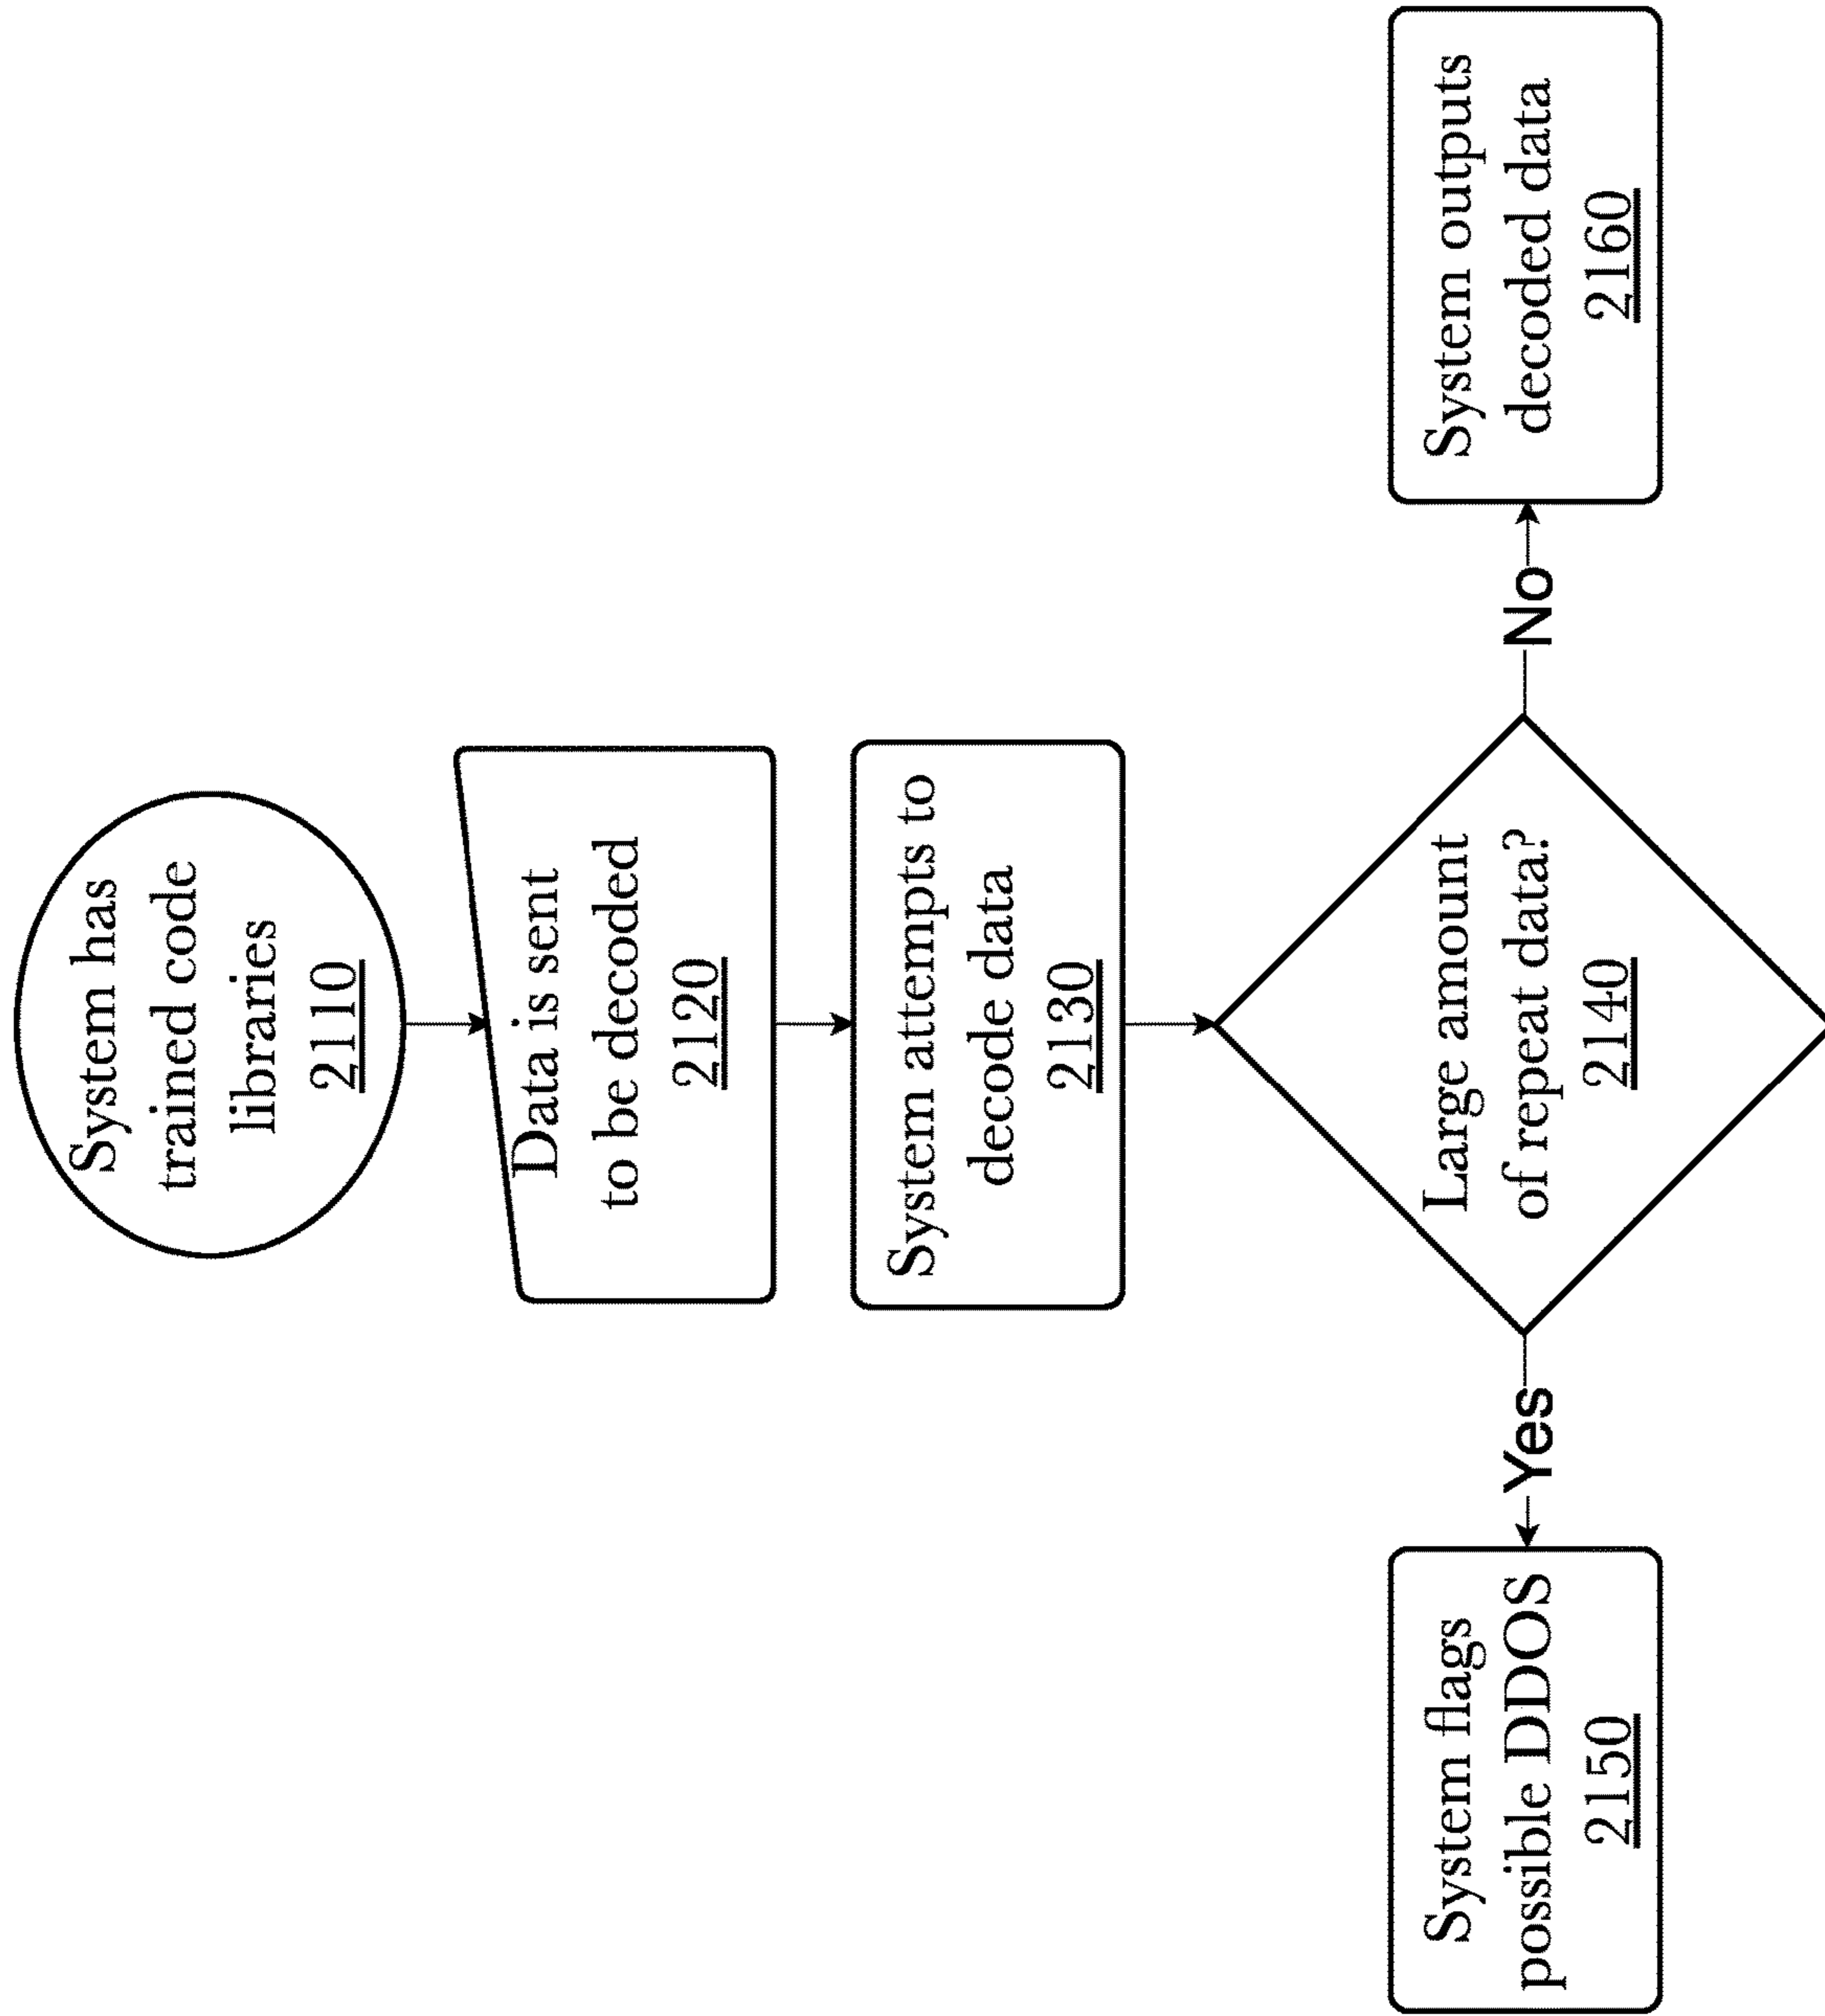 System has
trained code
libraries
2110
Data is sent
to be decoded
2120
System attempts to
decode data
2130
Large amount
of repeat data?
2140
Yes
No
System flags
possible DDOS
2150
System outputs
decoded data
2160